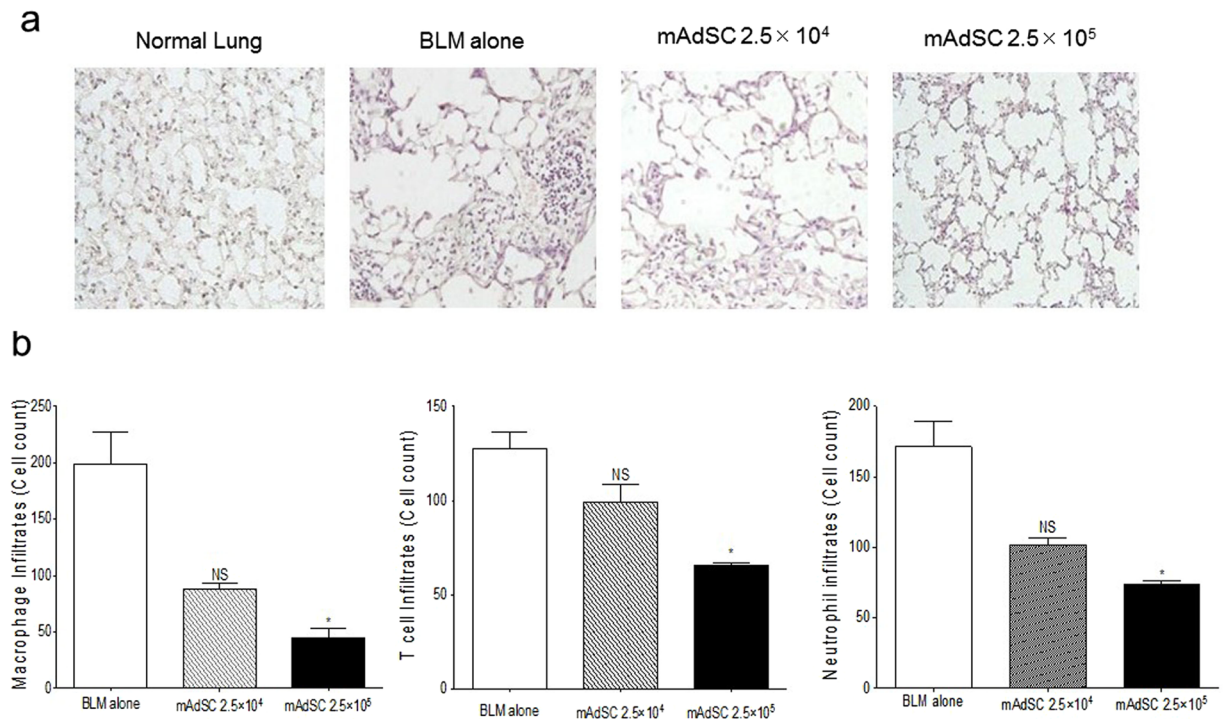 a
Normal Lung
BLM alone
mAdSC 2.5× 10⁴
mAdSC 2.5× 10⁵
b
Macrophage Infiltrates (Cell count)
250
200
150
100
50
0
NS
*
BLM alone
mAdSC 2.5×10⁴
mAdSC 2.5×10⁵
T cell Infiltrates (Cell count)
150
100
50
0
NS
*
BLM alone
mAdSC 2.5×10⁴
mAdSC 2.5×10⁵
Neutrophil infiltrates (Cell count)
200
150
100
50
0
NS
*
BLM alone
mAdSC 2.5×10⁴
mAdSC 2.5×10⁵